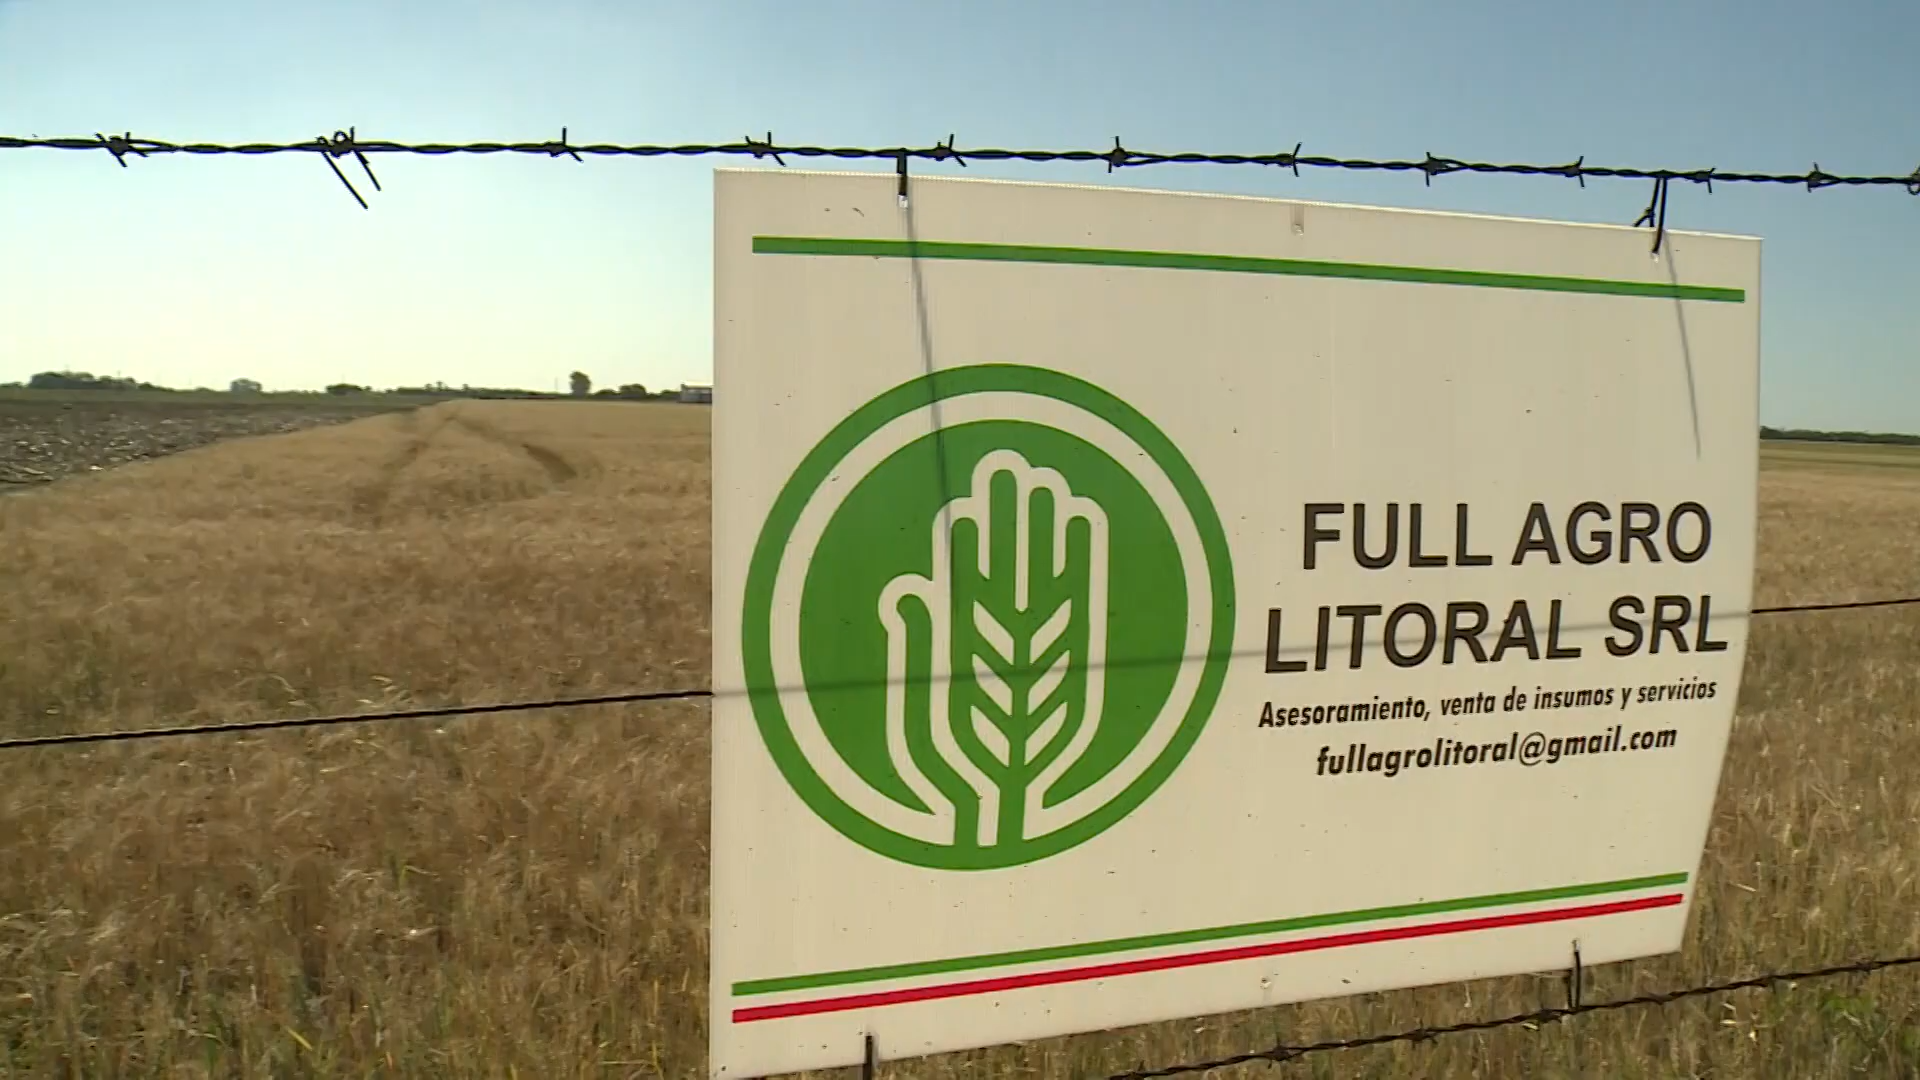 FULL AGRO
LITORAL SRL
Asesoramiento, venta de insumos y servicios
fullagrolitoral@gmail.com